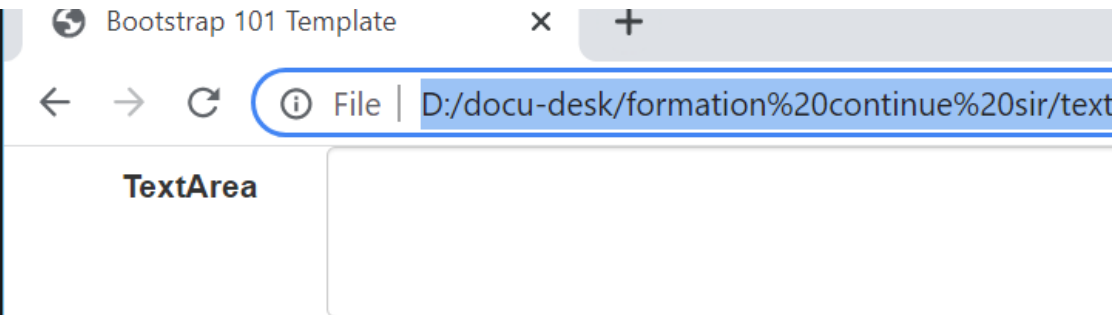 Bootstrap 101 Template
File | D:/docu-desk/formation%20continue%20sir/text
TextArea